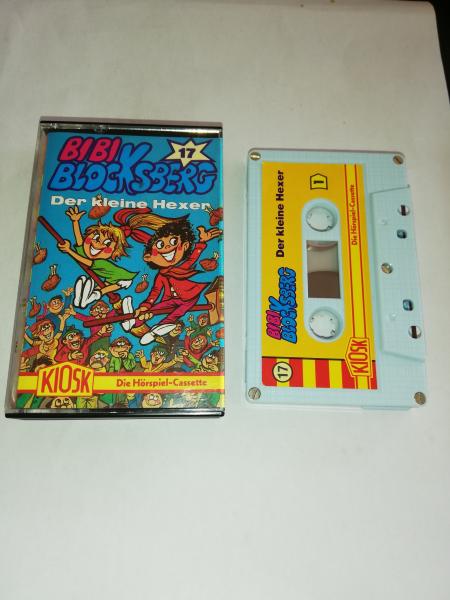 BIBI
BLOCKSBERG
17
Der kleine Hexer
KIOSK
Die Hörspiel-Cassette
17
BIBI
BLOCKSBERG
Der kleine Hexer
1
KIOSK
Die Hörspiel-Cassette